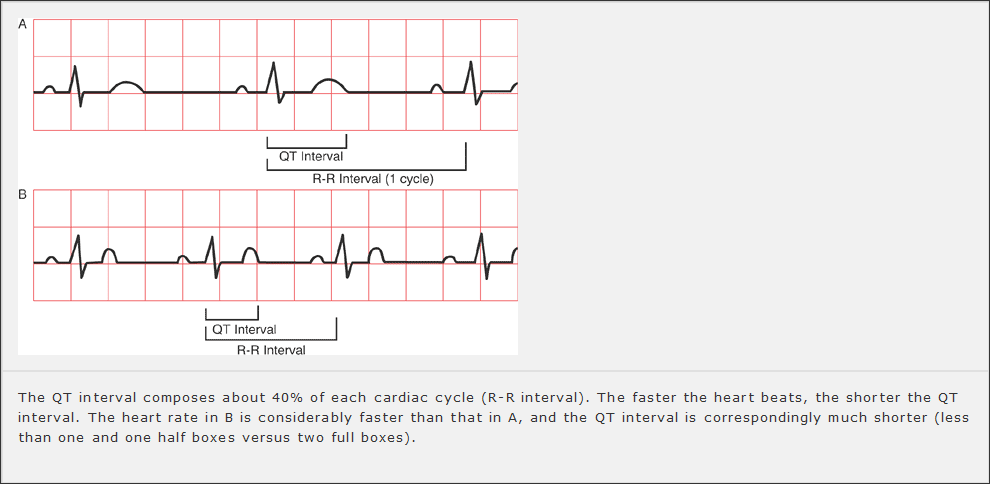 A
QT Interval
R-R Interval (1 cycle)
B
QT Interval
R-R Interval
The QT interval composes about 40% of each cardiac cycle (R-R interval). The faster the heart beats, the shorter the QT
interval. The heart rate in B is considerably faster than that in A, and the QT interval is correspondingly much shorter (less
than one and one half boxes versus two full boxes).